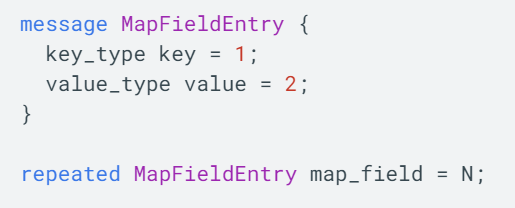 message MapFieldEntry {
  key_type key = 1;
  value_type value = 2;
}
repeated MapFieldEntry map_field = N;